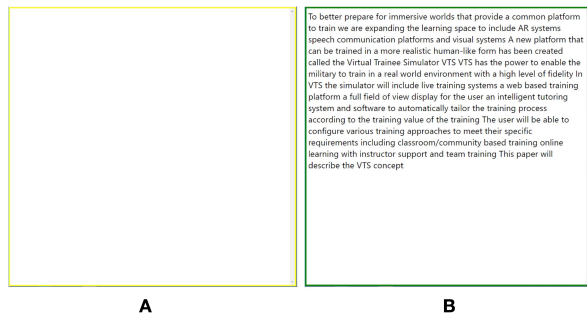 To better prepare for immersive worlds that provide a common platform
to train we are expanding the learning space to include AR systems
speech communication platforms and visual systems A new platform that
can be trained in a more realistic human-like form has been created
called the Virtual Trainee Simulator VTS VTS has the power to enable the
military to train in a real world environment with a high level of fidelity In
VTS the simulator will include live training systems a web based training
platform a full field of view display for the user an intelligent tutoring
system and software to automatically tailor the training process
according to the training value of the training The user will be able to
configure various training approaches to meet their specific
requirements including classroom/community based training online
learning with instructor support and team training This paper will
describe the VTS concept
A
B